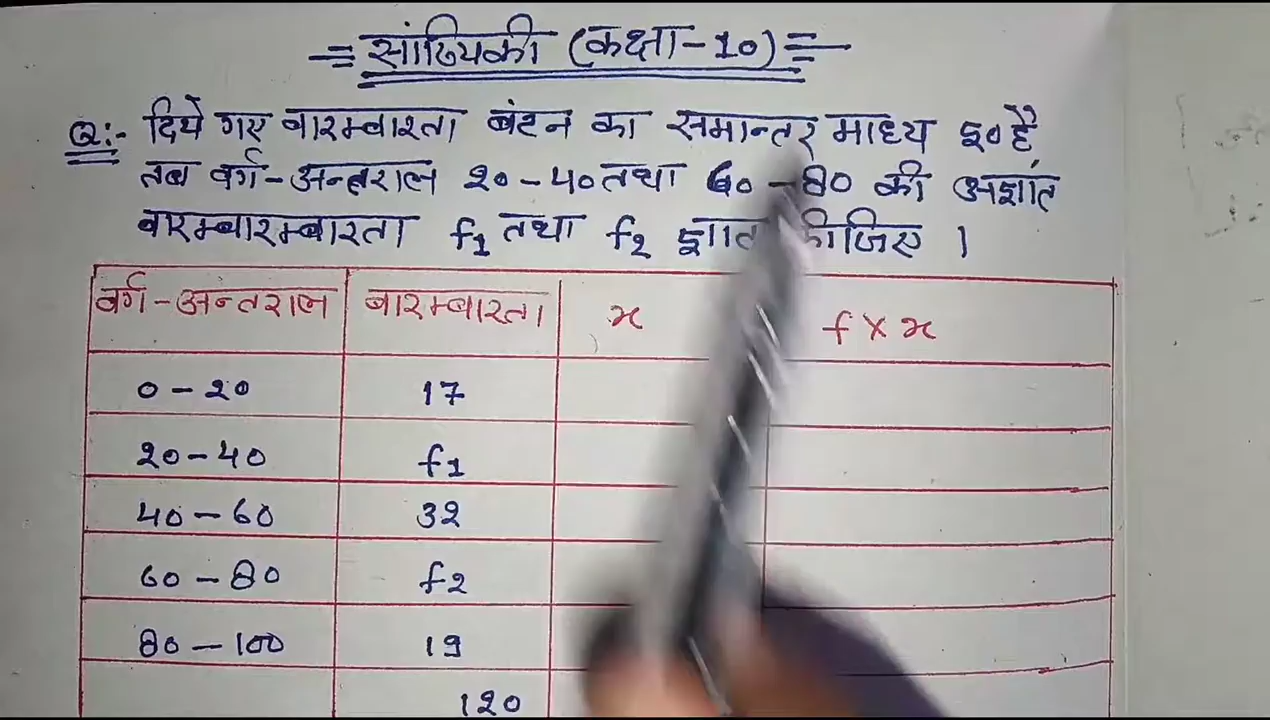 सांख्यिकी (कक्षा-10)
Q:- दिये गए बारम्बारता बंटन का समान्तर माध्य 50 है
तब वर्ग-अन्तराल 20-40 तथा 60-80 की अज्ञात
बारम्बारम्बारता f1 तथा f2 ज्ञात कीजिए ।
वर्ग-अन्तराल बारम्बारता x f×x
0-20 17
20-40 f1
40-60 32
60-80 f2
80-100 19
120